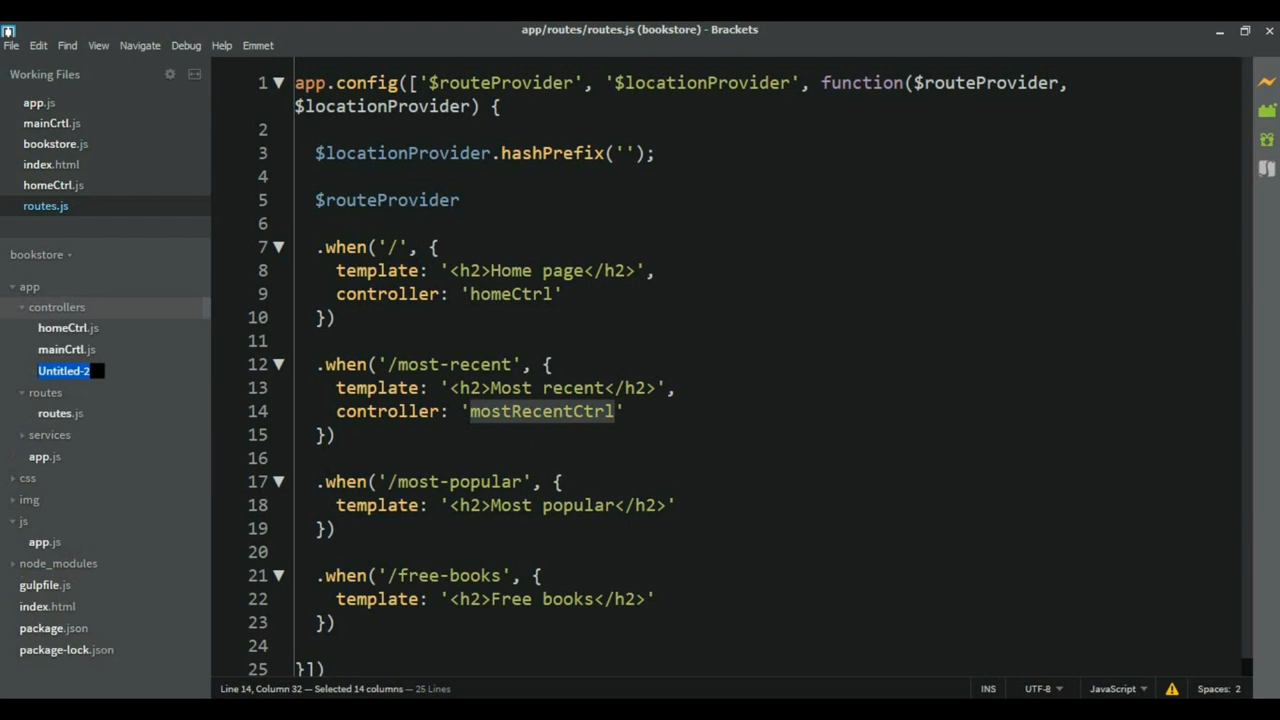 app/routes/routes.js (bookstore) - Brackets
File Edit Find View Navigate Debug Help Emmet
Working Files
app.js
mainCrtl.js
bookstore.js
index.html
homeCtrl.js
routes.js
bookstore
app
controllers
homeCtrl.js
mainCrtl.js
Untitled-2
routes
routes.js
services
app.js
css
img
js
app.js
node_modules
gulpfile.js
index.html
package.json
package-lock.json
1 app.config(['$routeProvider', '$locationProvider', function($routeProvider,
$locationProvider) {
2
3 $locationProvider.hashPrefix('');
4
5 $routeProvider
6
7 .when('/', {
8 template: '<h2>Home page</h2>',
9 controller: 'homeCtrl'
10 })
11
12 .when('/most-recent', {
13 template: '<h2>Most recent</h2>',
14 controller: 'mostRecentCtrl'
15 })
16
17 .when('/most-popular', {
18 template: '<h2>Most popular</h2>'
19 })
20
21 .when('/free-books', {
22 template: '<h2>Free books</h2>'
23 })
24
25 }])
Line 14, Column 32 — Selected 14 columns — 25 Lines
INS UTF-8 JavaScript Spaces: 2